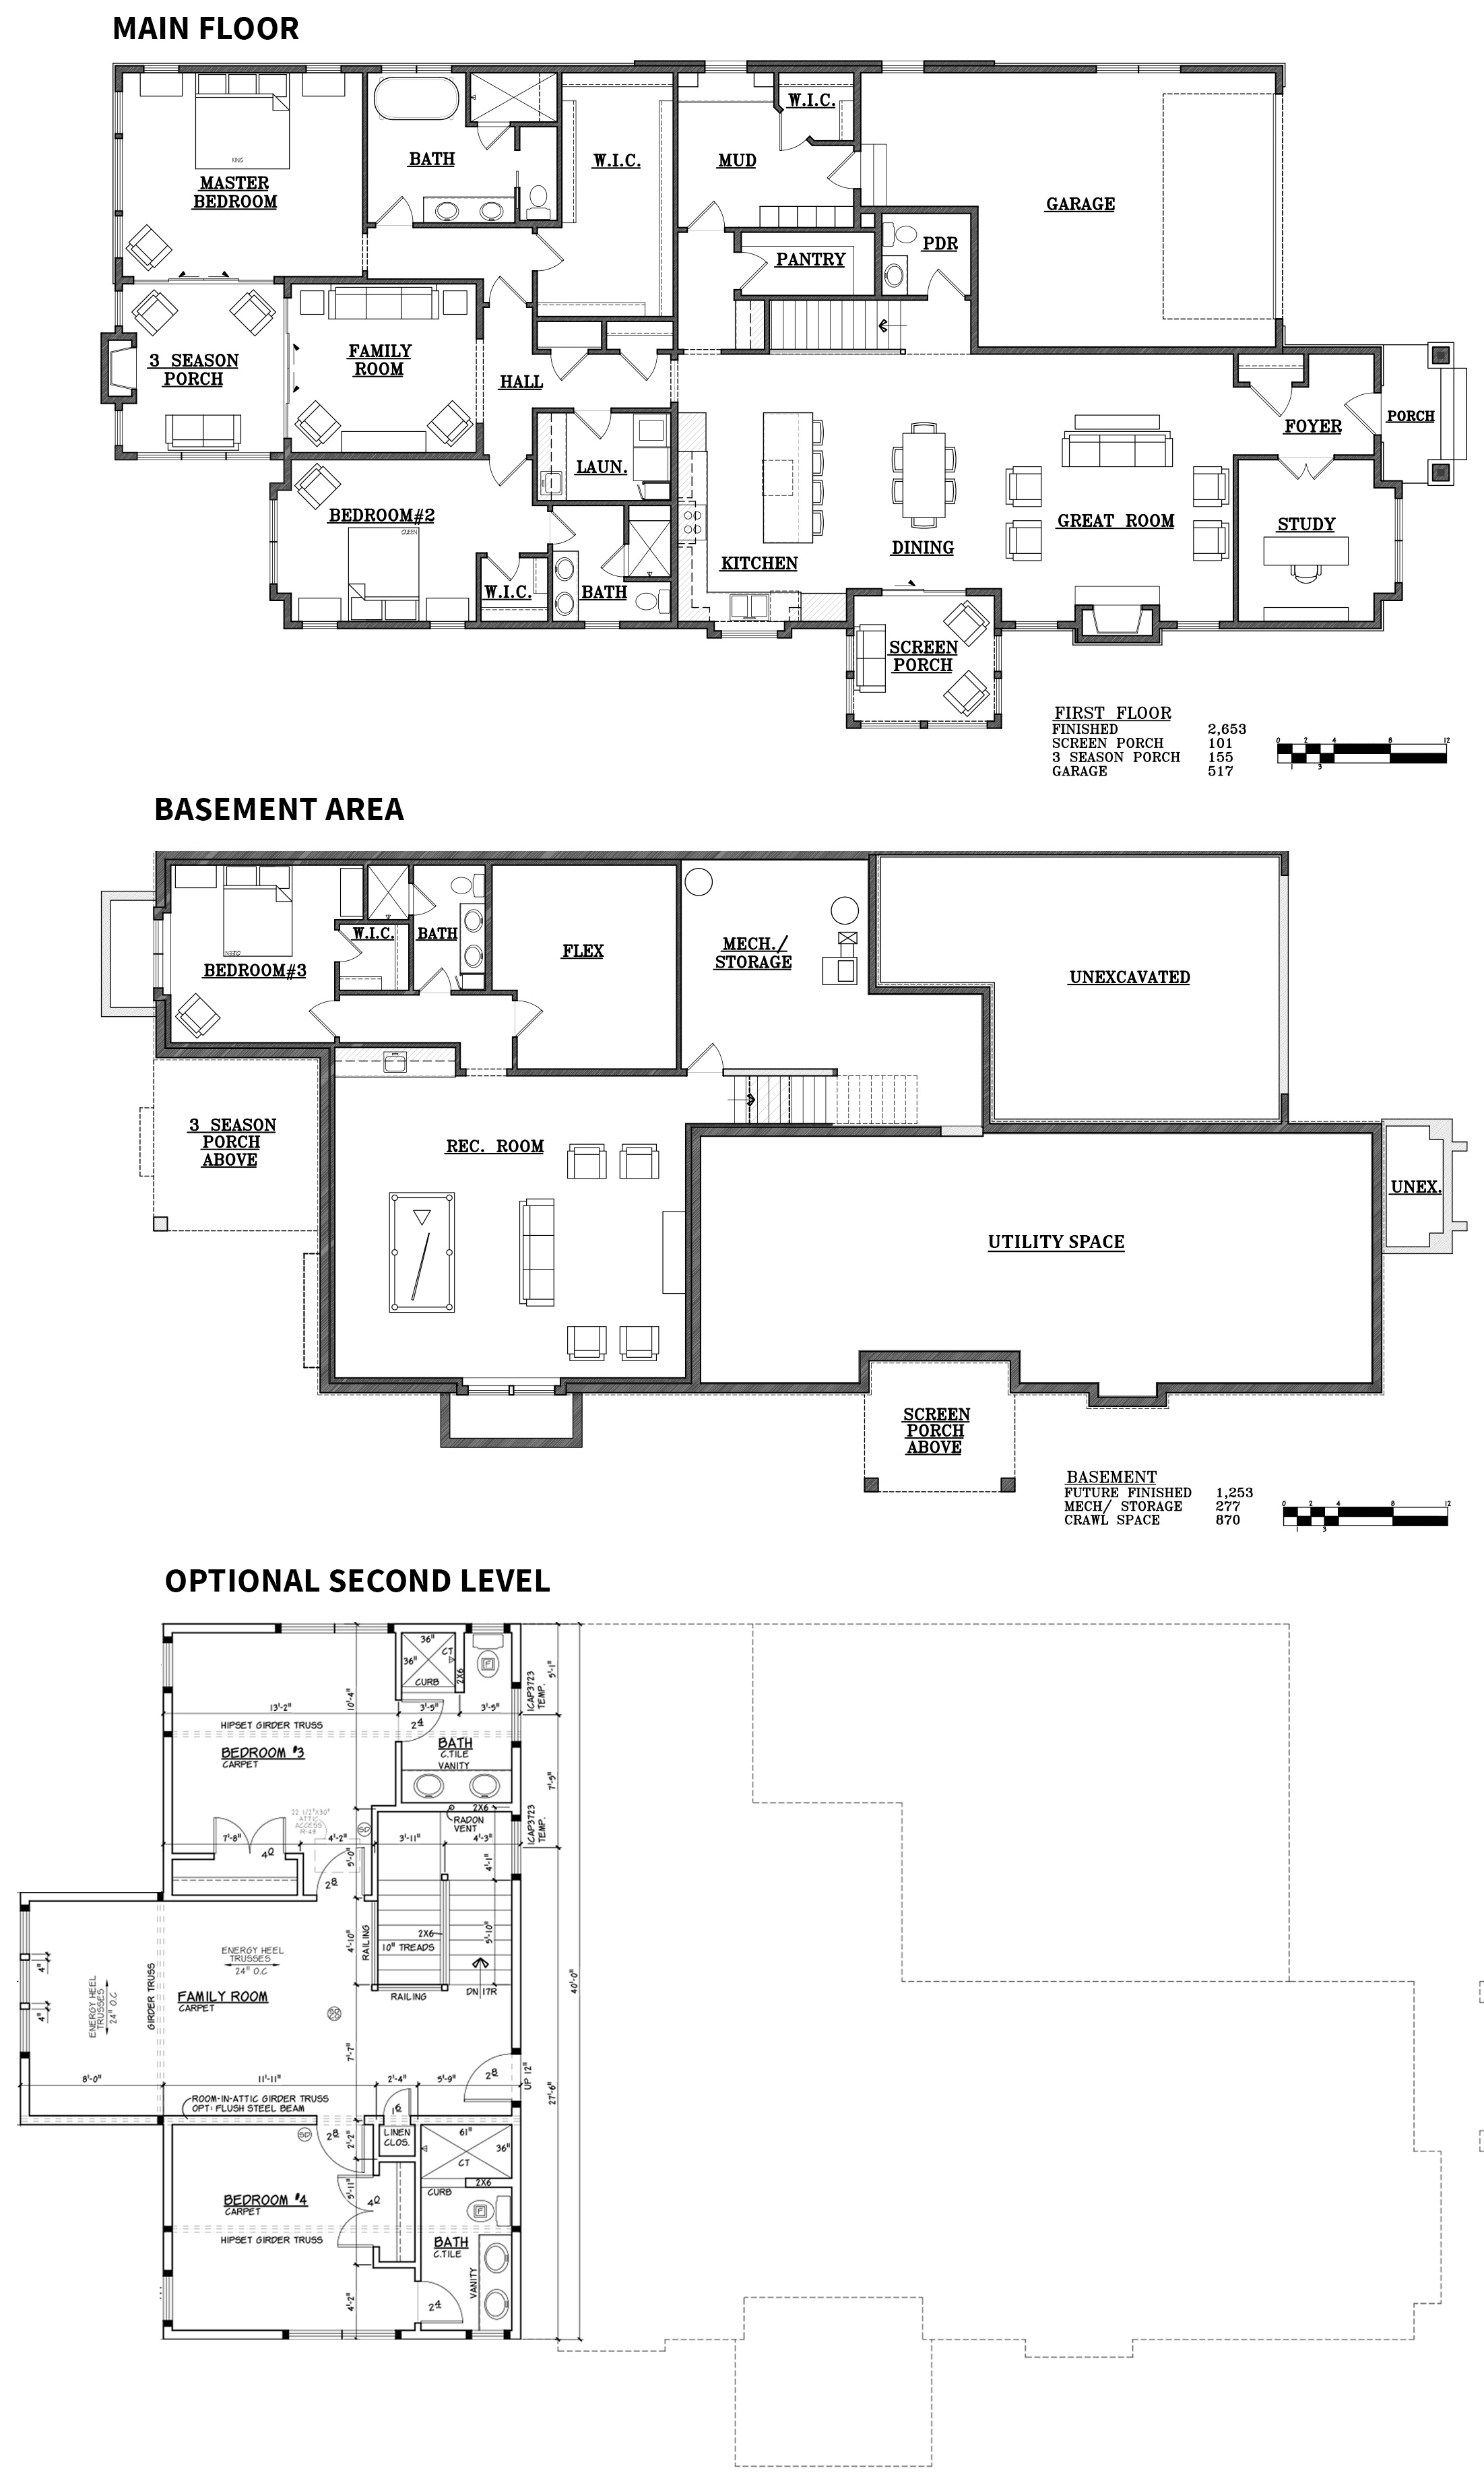 MAIN FLOOR
KING
MASTER
BEDROOM
BATH
W.I.C.
MUD
W.I.C.
GARAGE
PANTRY
PDR
3 SEASON
PORCH
FAMILY
ROOM
HALL
LAUN.
FOYER
PORCH
BEDROOM#2
QUEEN
W.I.C.
BATH
KITCHEN
DINING
GREAT ROOM
STUDY
SCREEN
PORCH
FIRST FLOOR
FINISHED 2,653
SCREEN PORCH 101
3 SEASON PORCH 155
GARAGE 517
0 2 4 8 12
1 3
BASEMENT AREA
BEDROOM#3
QUEEN
W.I.C.
BATH
FLEX
MECH./
STORAGE
UNEXCAVATED
3 SEASON
PORCH
ABOVE
REC. ROOM
UTILITY SPACE
UNEX.
SCREEN
PORCH
ABOVE
BASEMENT
FUTURE FINISHED 1,253
MECH/ STORAGE 277
CRAWL SPACE 870
0 2 4 8 12
1 3
OPTIONAL SECOND LEVEL
36"
36"
CT
CURB
2X6
13'-2"
10'-4"
3'-5"
3'-5"
5'-1"
ICAP3723
TEMP.
HIPSET GIRDER TRUSS
24
BEDROOM #3
CARPET
BATH
C.TILE
VANITY
7'-5"
2X6
RADON
VENT
ICAP3723
TEMP.
22 1/2"X30"
ATTIC
ACCESS
R-49
SD
7'-8"
4'-2"
3'-11"
4'-3"
40
5'-0"
4'-1"
28
4'-10"
RAILING
2X6
10" TREADS
5'-10"
RAILING
DN 17R
ENERGY HEEL
TRUSSES
24" O.C
4"
4"
ENERGY HEEL
TRUSSES
24" O.C
GIRDER TRUSS
FAMILY ROOM
CARPET
40'-0"
7'-7"
28
UP 12"
27'-6"
8'-0"
11'-11"
2'-4"
5'-9"
ROOM-IN-ATTIC GIRDER TRUSS
OPT: FLUSH STEEL BEAM
16
SD
28
2'-2"
LINEN
CLOS.
61"
36"
CT
2X6
CURB
5'-11"
40
BEDROOM #4
CARPET
HIPSET GIRDER TRUSS
BATH
C.TILE
VANITY
4'-2"
24